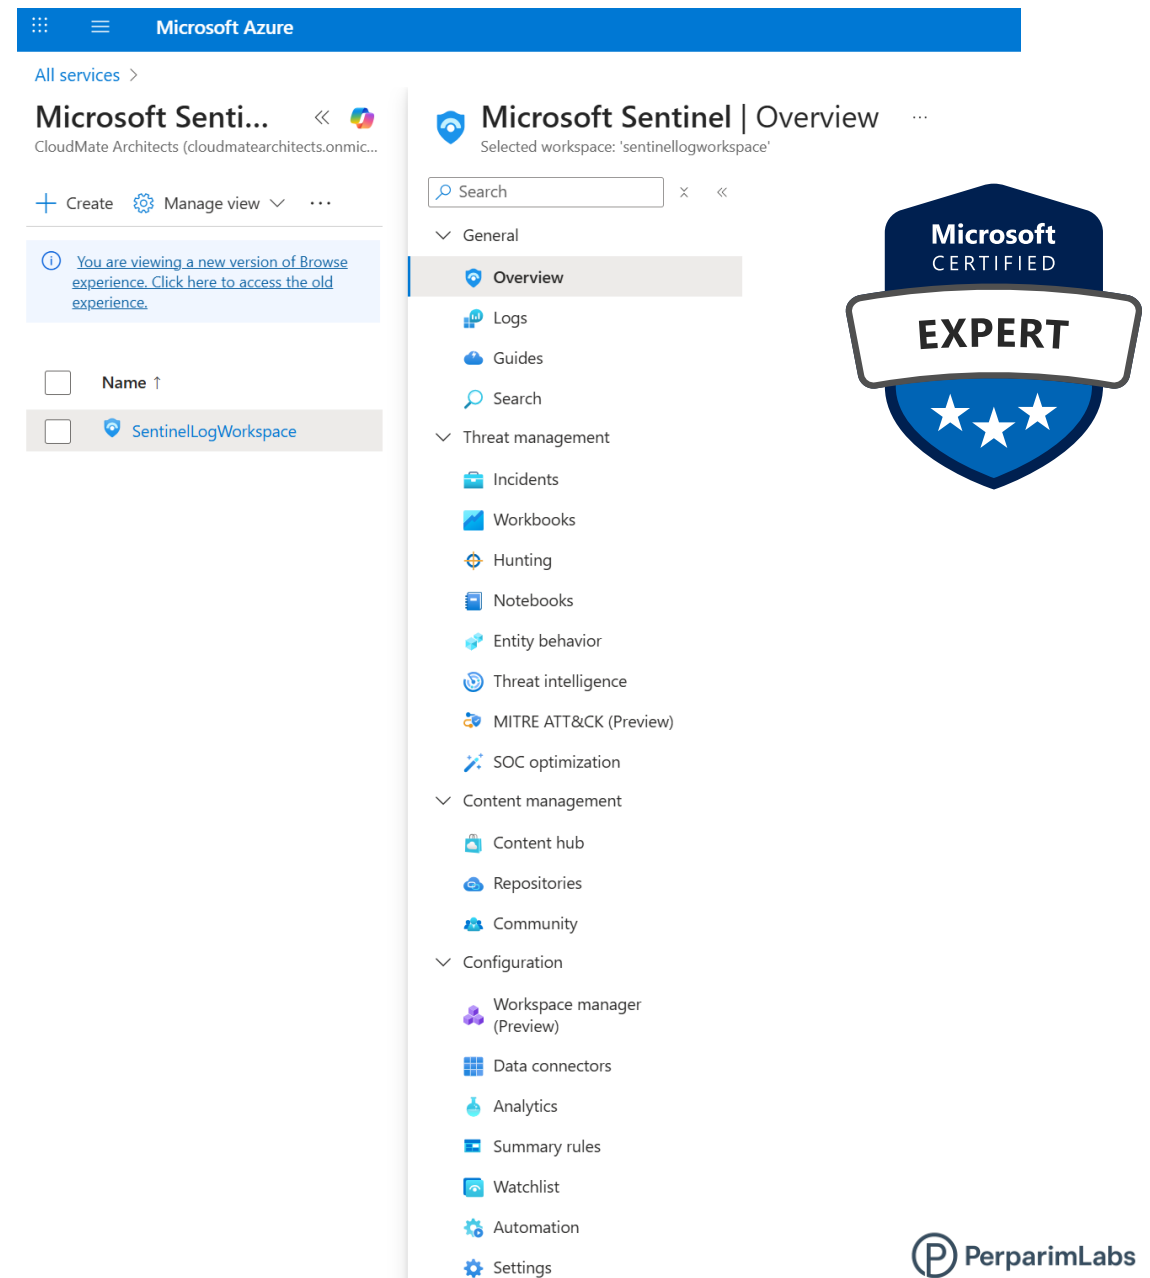 Microsoft Azure
All services
Microsoft Senti...
CloudMate Architects (cloudmatearchitects.onmic...
Create Manage view ...
You are viewing a new version of Browse
experience. Click here to access the old
experience.
Name ↑
SentinelLogWorkspace
Microsoft Sentinel | Overview ...
Selected workspace: 'sentinellogworkspace'
Search
General
Overview
Logs
Guides
Search
Threat management
Incidents
Workbooks
Hunting
Notebooks
Entity behavior
Threat intelligence
MITRE ATT&CK (Preview)
SOC optimization
Content management
Content hub
Repositories
Community
Configuration
Workspace manager
(Preview)
Data connectors
Analytics
Summary rules
Watchlist
Automation
Settings
Microsoft
CERTIFIED
EXPERT
PerparimLabs